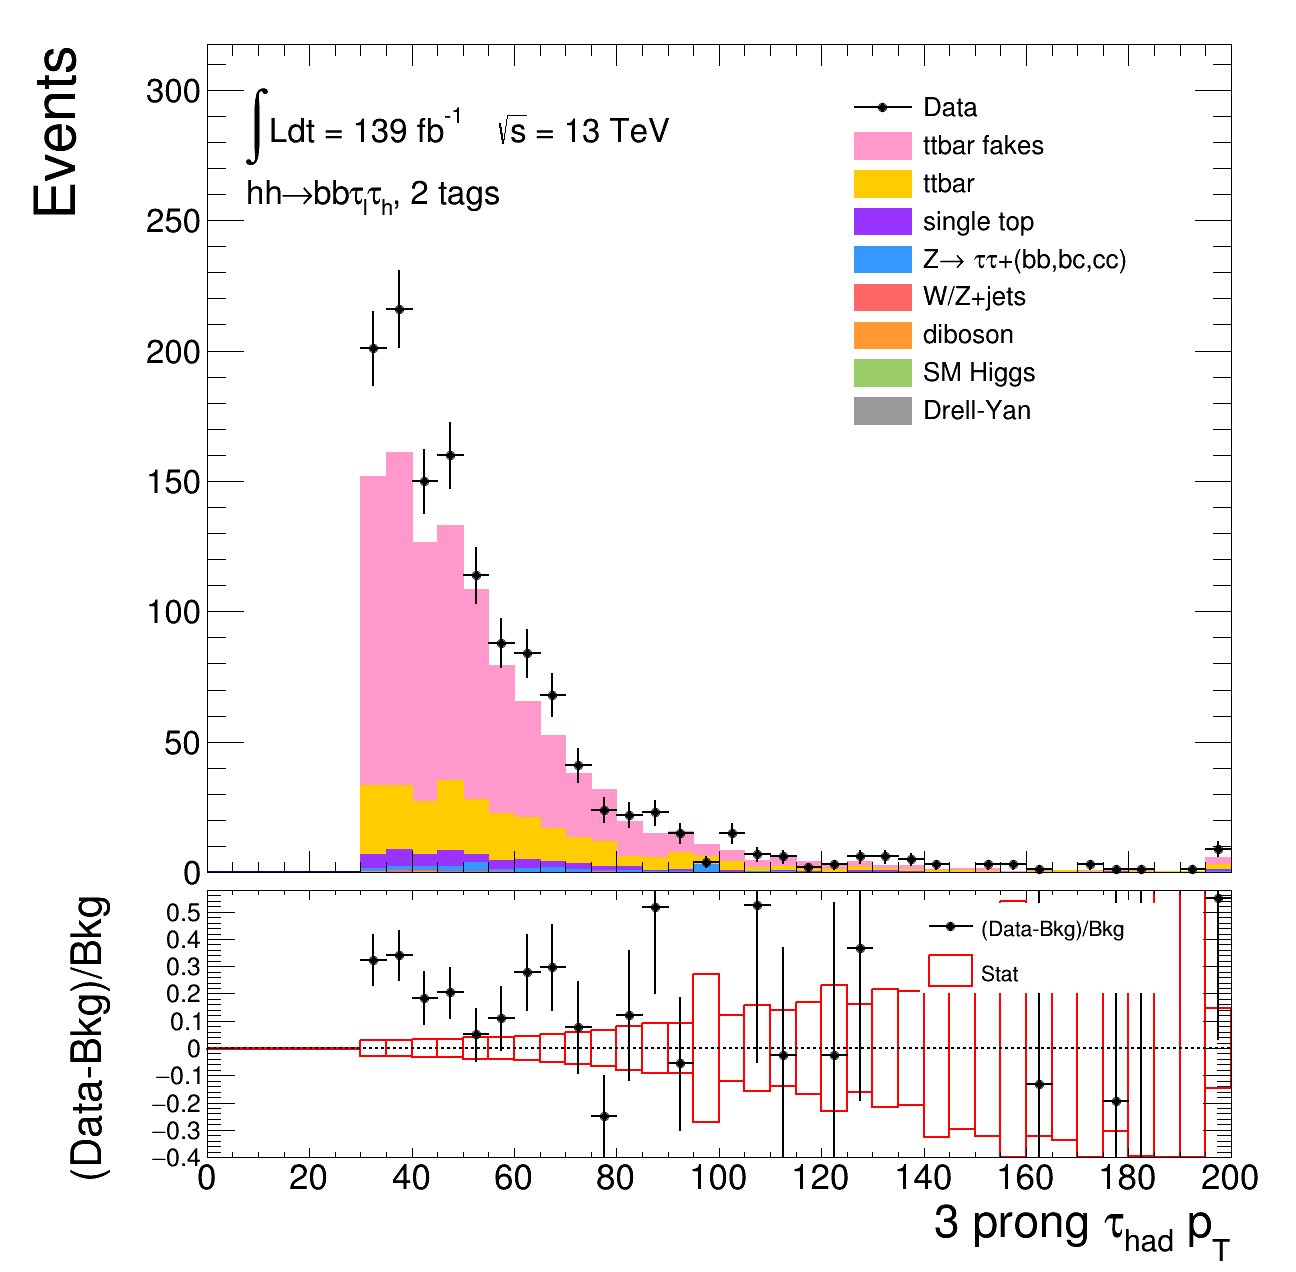 Events
300
250
200
150
100
50
0
∫Ldt = 139 fb⁻¹ √s = 13 TeV
hh→bbτ_lτ_h, 2 tags
Data
ttbar fakes
ttbar
single top
Z→ ττ+(bb,bc,cc)
W/Z+jets
diboson
SM Higgs
Drell-Yan
(Data-Bkg)/Bkg
0.5
0.4
0.3
0.2
0.1
0
−0.1
−0.2
−0.3
−0.4
(Data-Bkg)/Bkg
Stat
0 20 40 60 80 100 120 140 160 180 200
3 prong τ_had p_T